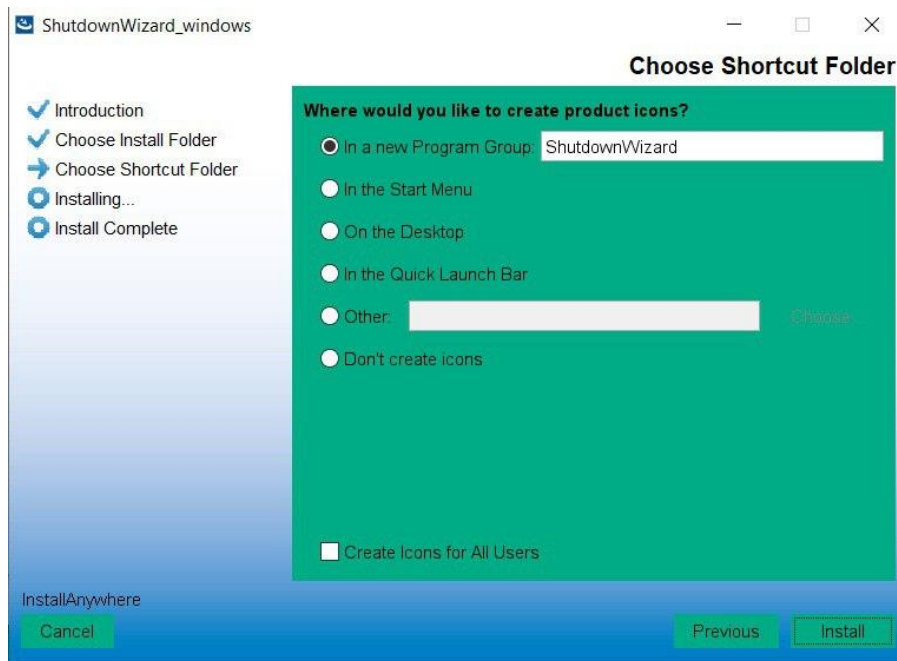 ShutdownWizard_windows
Choose Shortcut Folder
Introduction
Choose Install Folder
Choose Shortcut Folder
Installing...
Install Complete
Where would you like to create product icons?
In a new Program Group: ShutdownWizard
In the Start Menu
On the Desktop
In the Quick Launch Bar
Other: Choose...
Don't create icons
Create Icons for All Users
InstallAnywhere
Cancel Previous Install